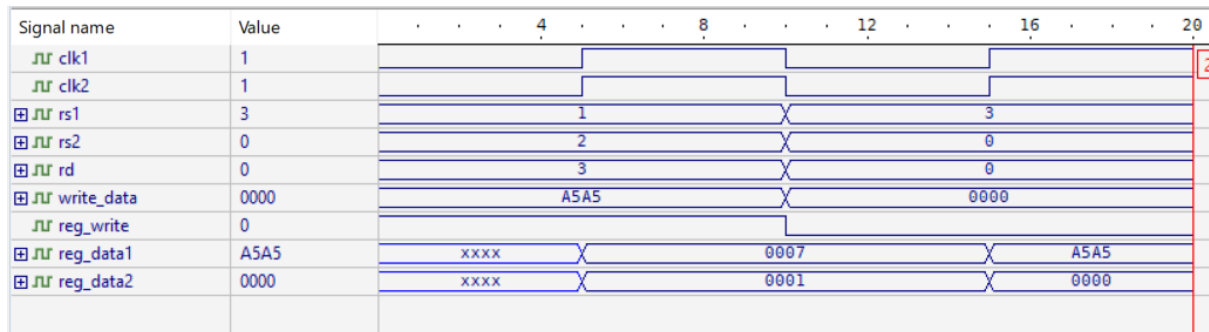 Signal name Value 4 8 12 16 20
clk1 1 2
clk2 1
rs1 3 1 3
rs2 0 2 0
rd 0 3 0
write_data 0000 A5A5 0000
reg_write 0
reg_data1 A5A5 xxxx 0007 A5A5
reg_data2 0000 xxxx 0001 0000